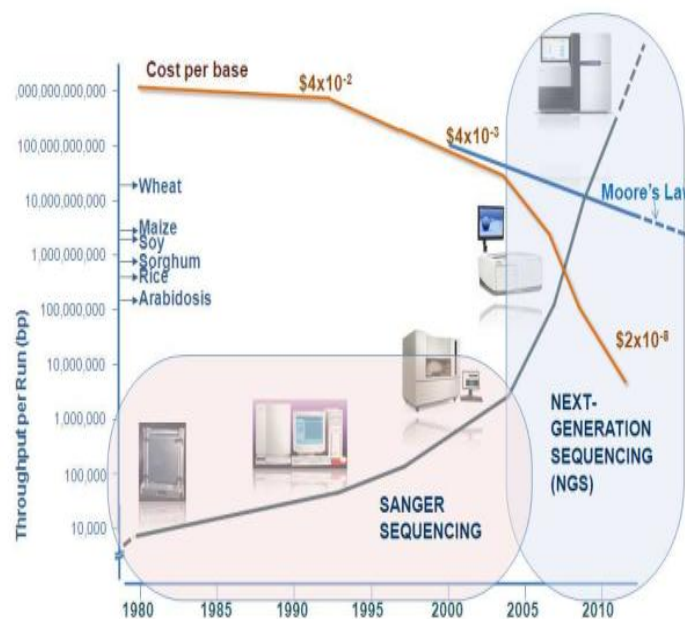 Cost per base
$4x10-2
$4x10-3
,000,000,000,000
100,000,000,000
10,000,000,000
1,000,000,000
100,000,000
10,000,000
1,000,000
100,000
10,000
Throughput per Run (bp)
Wheat
Maize
Soy
Sorghum
Rice
Arabidosis
Moore's Lav
$2x10-8
NEXT-
GENERATION
SEQUENCING
(NGS)
SANGER
SEQUENCING
1980 1985 1990 1995 2000 2005 2010